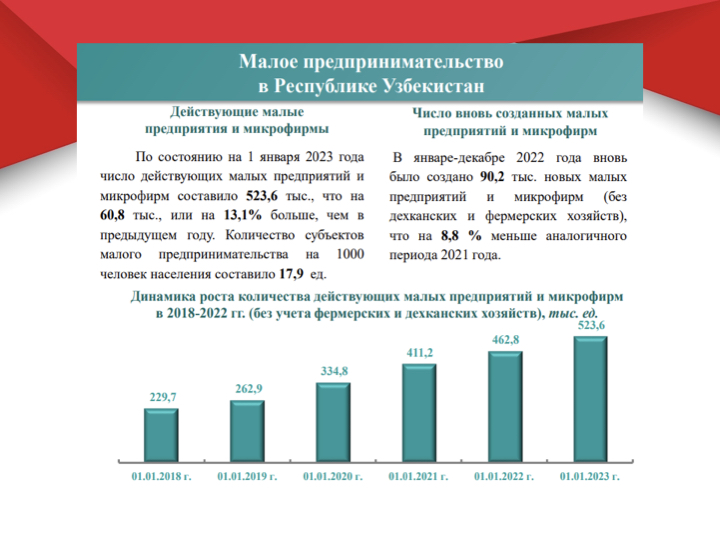 Малое предпринимательство
в Республике Узбекистан
Действующие малые
предприятия и микрофирмы
По состоянию на 1 января 2023 года
число действующих малых предприятий и
микрофирм составило 523,6 тыс., что на
60,8 тыс., или на 13,1% больше, чем в
предыдущем году. Количество субъектов
малого предпринимательства на 1000
человек населения составило 17,9 ед.
Число вновь созданных малых
предприятий и микрофирм
В январе-декабре 2022 года вновь
было создано 90,2 тыс. новых малых
предприятий и микрофирм (без
дехканских и фермерских хозяйств),
что на 8,8 % меньше аналогичного
периода 2021 года.
Динамика роста количества действующих малых предприятий и микрофирм
в 2018-2022 гг. (без учета фермерских и дехканских хозяйств), тыс. ед.
229,7
262,9
334,8
411,2
462,8
523,6
01.01.2018 г.
01.01.2019 г.
01.01.2020 г.
01.01.2021 г.
01.01.2022 г.
01.01.2023 г.